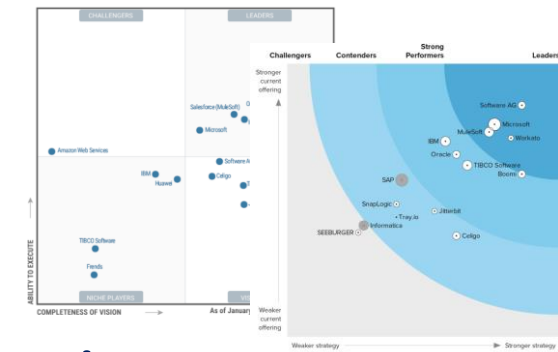 CHALLENGERS
LEADERS
Salesforce (MuleSoft)
Microsoft
Amazon Web Services
Software A
IBM
Huawei
Celigo
TIBCO Software
Frends
NICHE PLAYERS
VIS
ABILITY TO EXECUTE
COMPLETENESS OF VISION
As of January
Challengers
Contenders
Strong
Performers
Leaders
Stronger
current
offering
Software AG
Microsoft
MuleSoft
Workato
IBM
Oracle
TIBCO Software
Boomi
SAP
SnapLogic
Jitterbit
Tray.io
Informatica
SEEBURGER
Celigo
Weaker
current
offering
Weaker strategy
Stronger strategy